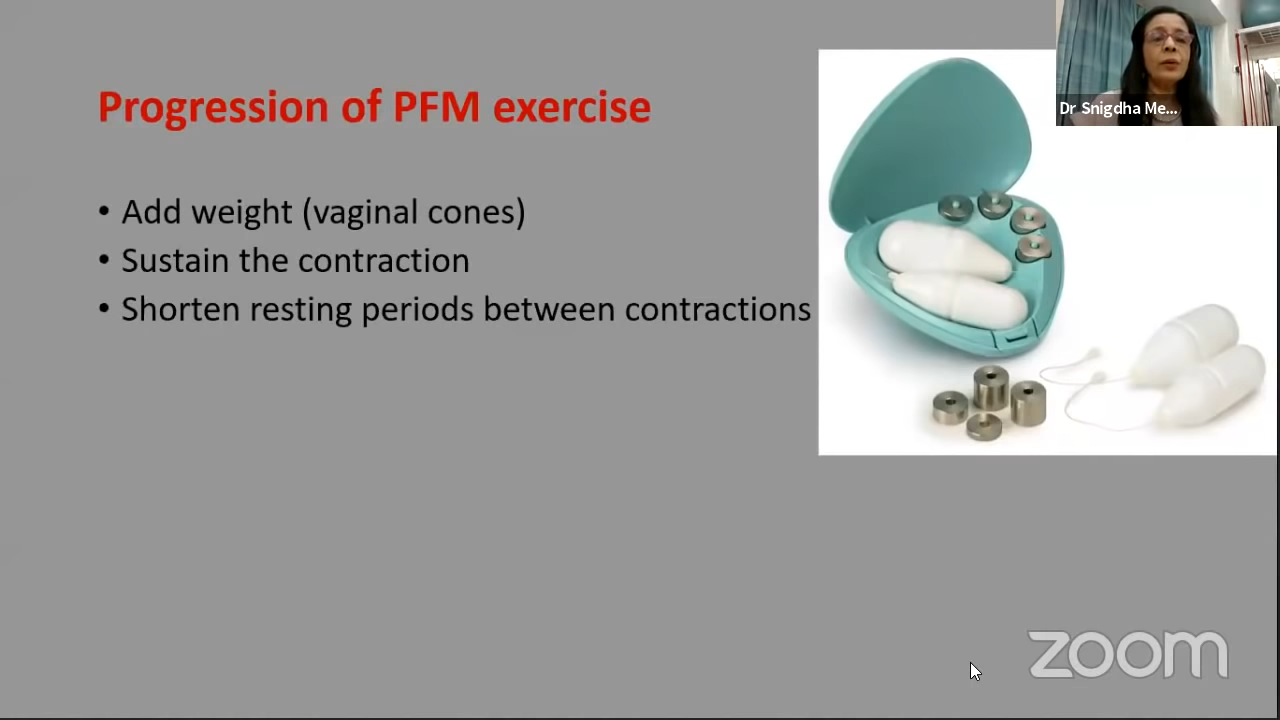 Progression of PFM exercise
• Add weight (vaginal cones)
• Sustain the contraction
• Shorten resting periods between contractions
Dr Snigdha Me...
zoom